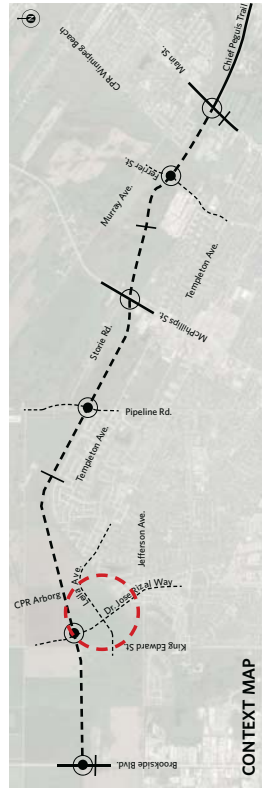 Chief Peguis Trail
Main St.
CPR Winnipeg Beach
Ferrier St.
Murray Ave.
Templeton Ave.
McPhillips St.
Storie Rd.
Pipeline Rd.
Templeton Ave.
Jefferson Ave.
Leila Ave.
Dr. Jose Rizal Way
CPR Arborg
King Edward St.
Brookside Blvd.
CONTEXT MAP